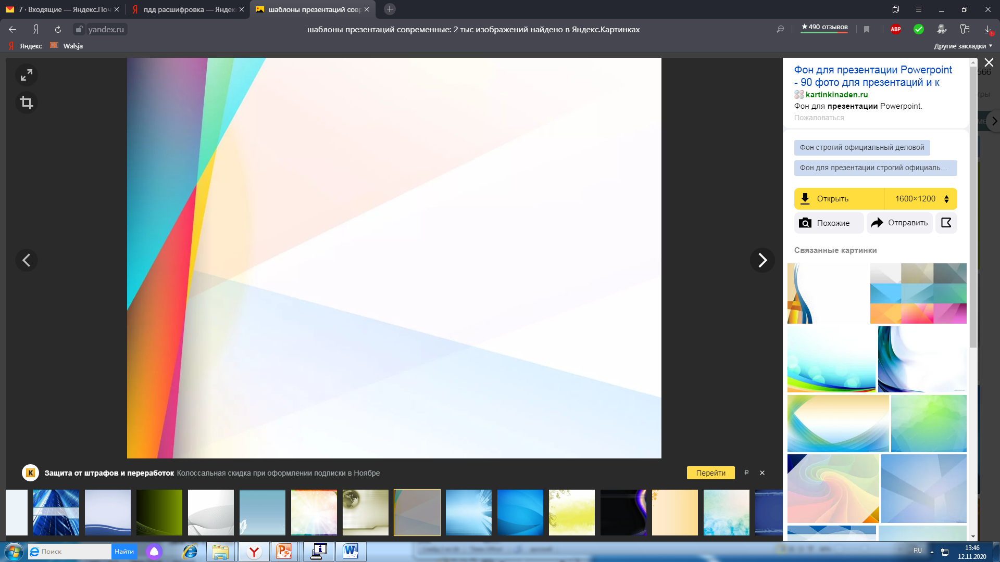 7 · Входящие — Яндекс.Поч
пдд расшифровка — Яндек
шаблоны презентаций совр
yandex.ru
шаблоны презентаций современные: 2 тыс изображений найдено в Яндекс.Картинках
★490 отзывов
ABP
Яндекс
Walsja
Другие закладки
Фон для презентации Powerpoint
- 90 фото для презентаций и к
kartinkinaden.ru
Фон для презентации Powerpoint.
Пожаловаться
566
тры
Фон строгий официальный деловой
Фон для презентации строгий официаль...
Открыть
1600×1200
Похожие
Отправить
Связанные картинки
К
Защита от штрафов и переработок Колоссальная скидка при оформлении подписки в Ноябре
Перейти
Поиск
Найти
RU
13:46
12.11.2020